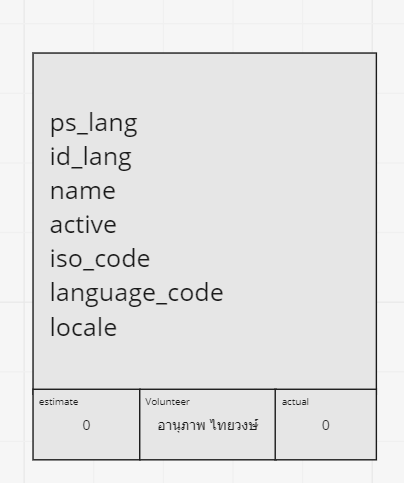 ps_lang
id_lang
name
active
iso_code
language_code
locale
estimate Volunteer actual
0 อานุภาพ ไทยวงษ์ 0